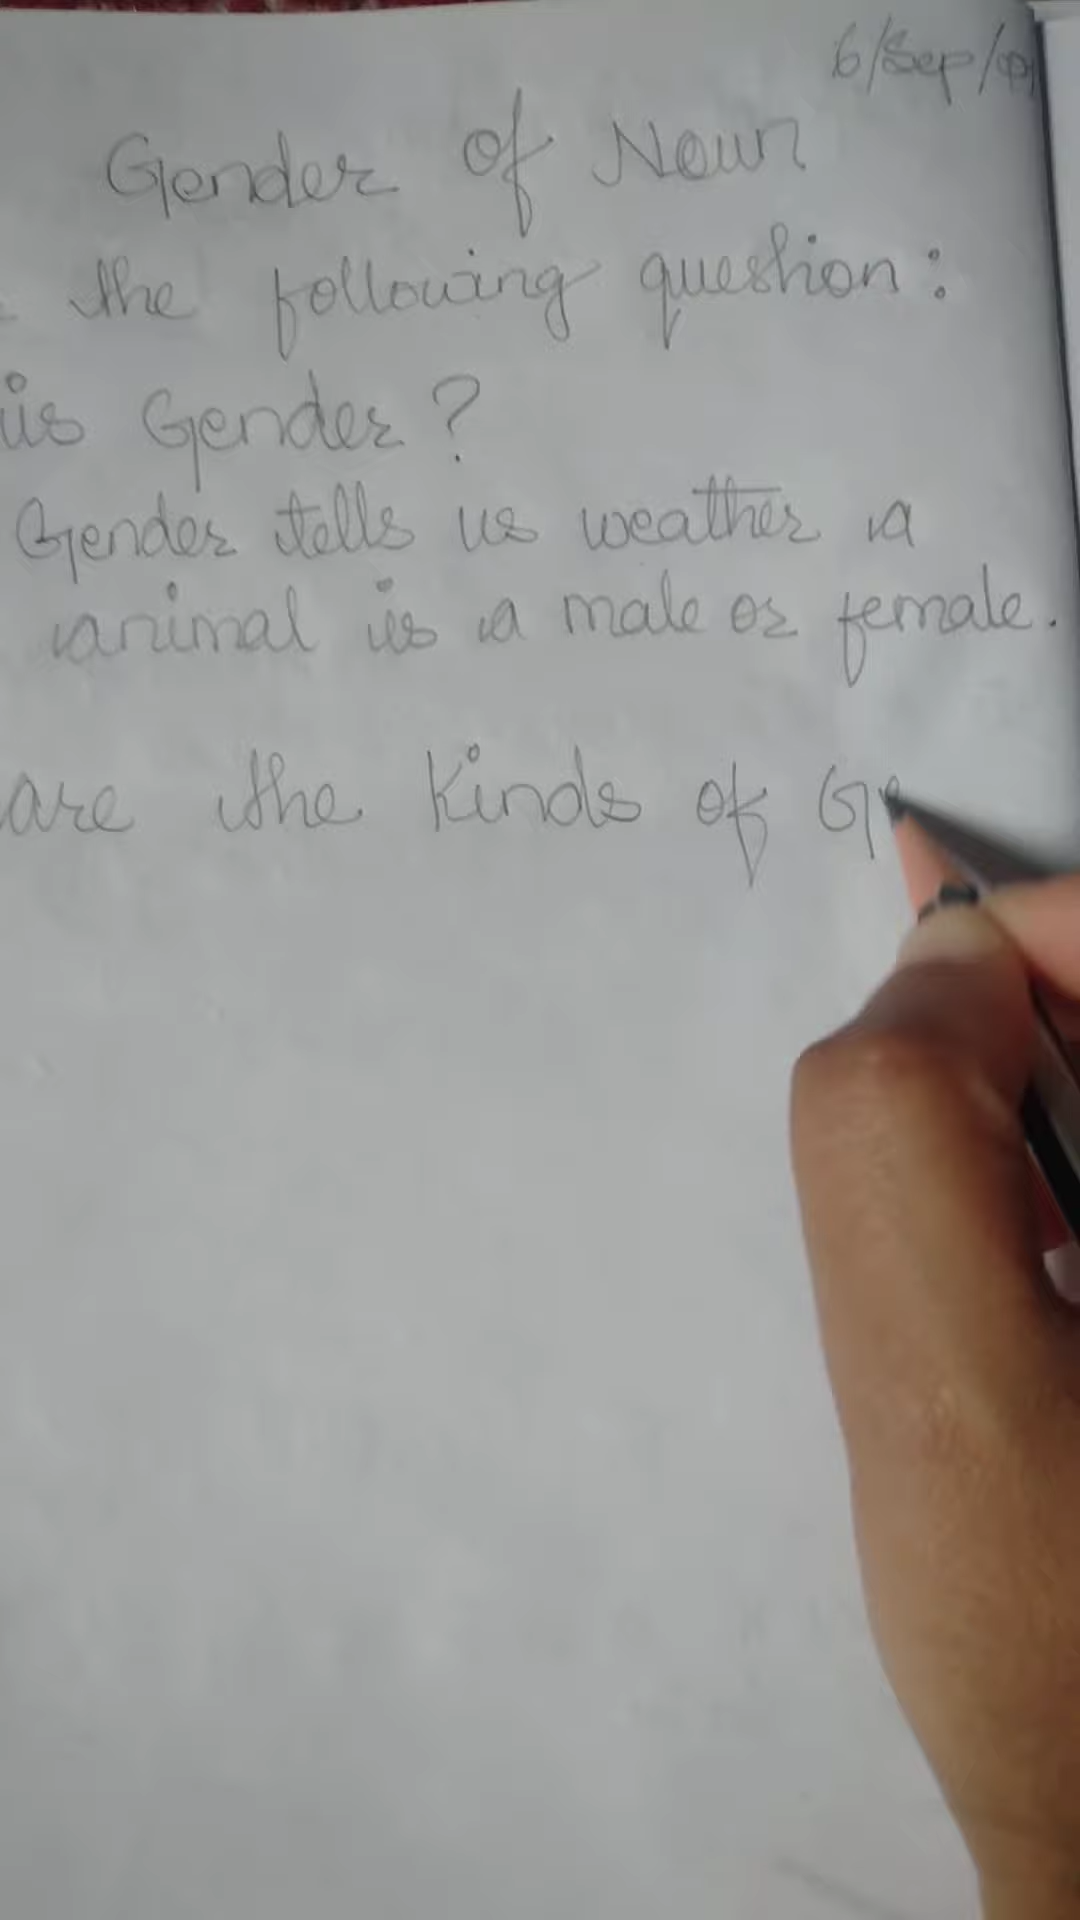 6/Sep/
Gender of Noun
the following question:
is Gender?
Gender tells us weather a
animal is a male or female.
are the Kinds of Ge